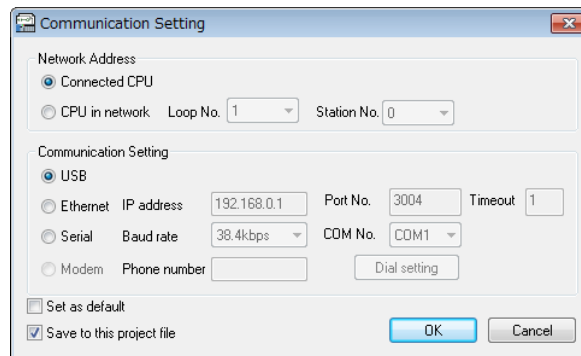 Communication Setting
Network Address
Connected CPU
CPU in network Loop No. 1 Station No. 0
Communication Setting
USB
Ethernet IP address 192.168.0.1 Port No. 3004 Timeout 1
Serial Baud rate 38.4kbps COM No. COM1
Modem Phone number Dial setting
Set as default
Save to this project file
OK Cancel